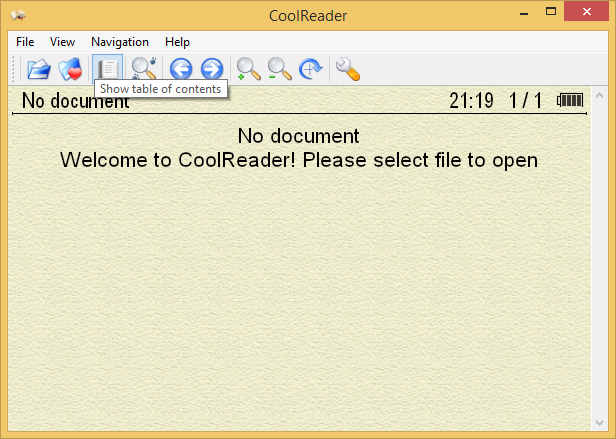 CoolReader
File View Navigation Help
Show table of contents
No document 21:19 1 / 1
No document
Welcome to CoolReader! Please select file to open